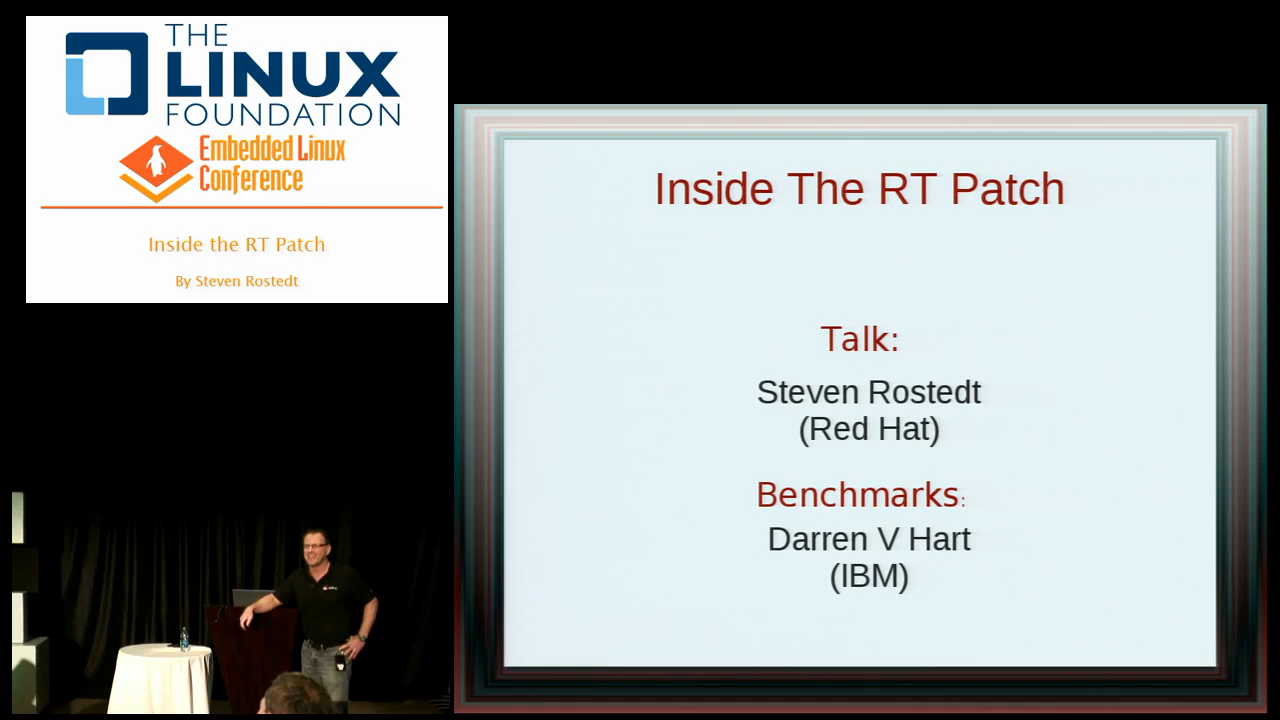 THE
LINUX
FOUNDATION
Embedded Linux
Conference
Inside the RT Patch
By Steven Rostedt
Inside The RT Patch
Talk:
Steven Rostedt
(Red Hat)
Benchmarks:
Darren V Hart
(IBM)